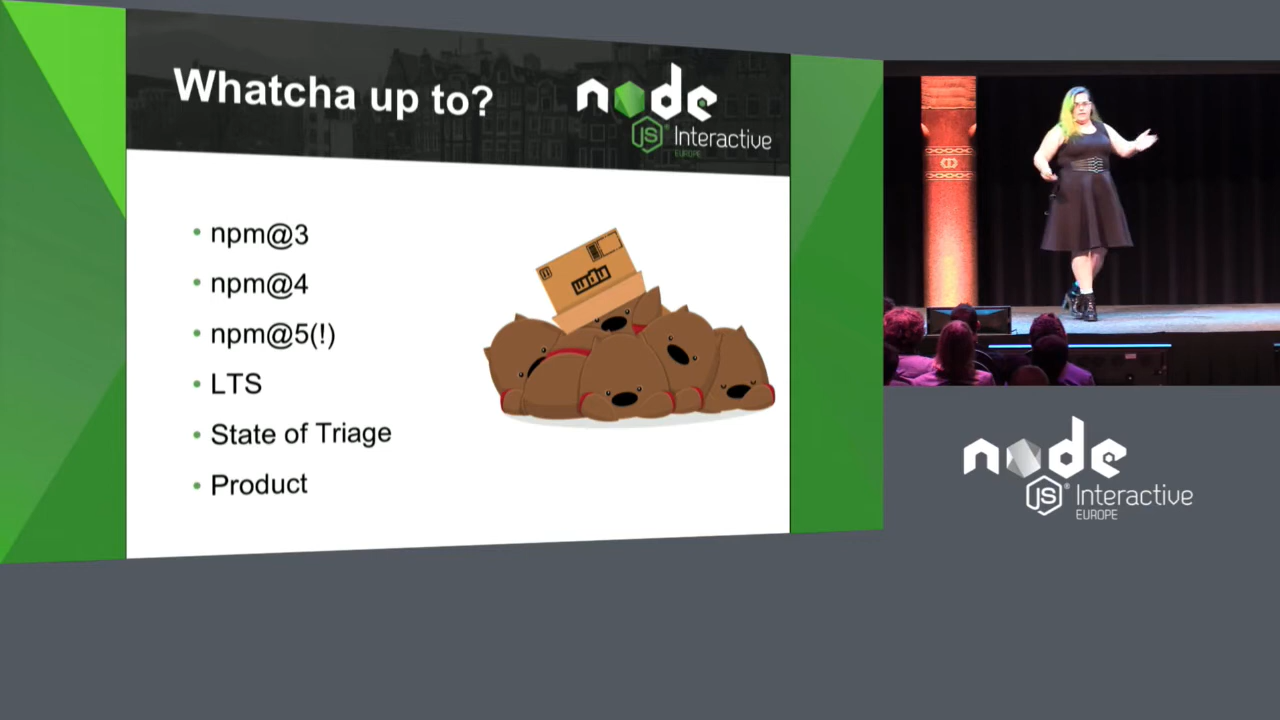 Whatcha up to?
node
JS® Interactive
EUROPE
• npm@3
• npm@4
• npm@5(!)
• LTS
• State of Triage
• Product
npm
node
JS® Interactive
EUROPE